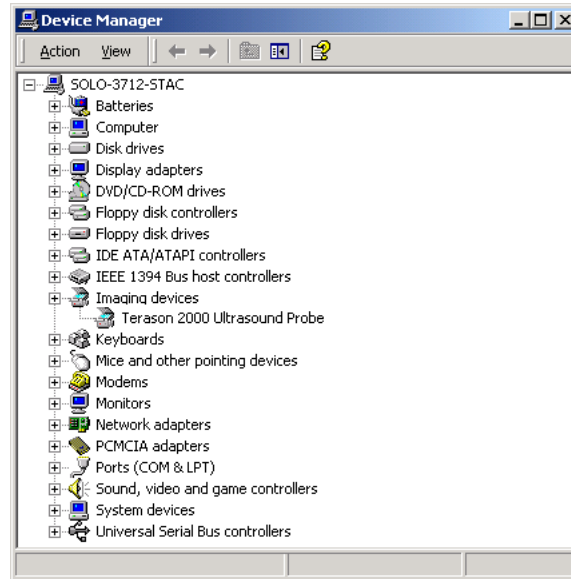 Device Manager
Action View
SOLO-3712-STAC
Batteries
Computer
Disk drives
Display adapters
DVD/CD-ROM drives
Floppy disk controllers
Floppy disk drives
IDE ATA/ATAPI controllers
IEEE 1394 Bus host controllers
Imaging devices
Terason 2000 Ultrasound Probe
Keyboards
Mice and other pointing devices
Modems
Monitors
Network adapters
PCMCIA adapters
Ports (COM & LPT)
Sound, video and game controllers
System devices
Universal Serial Bus controllers